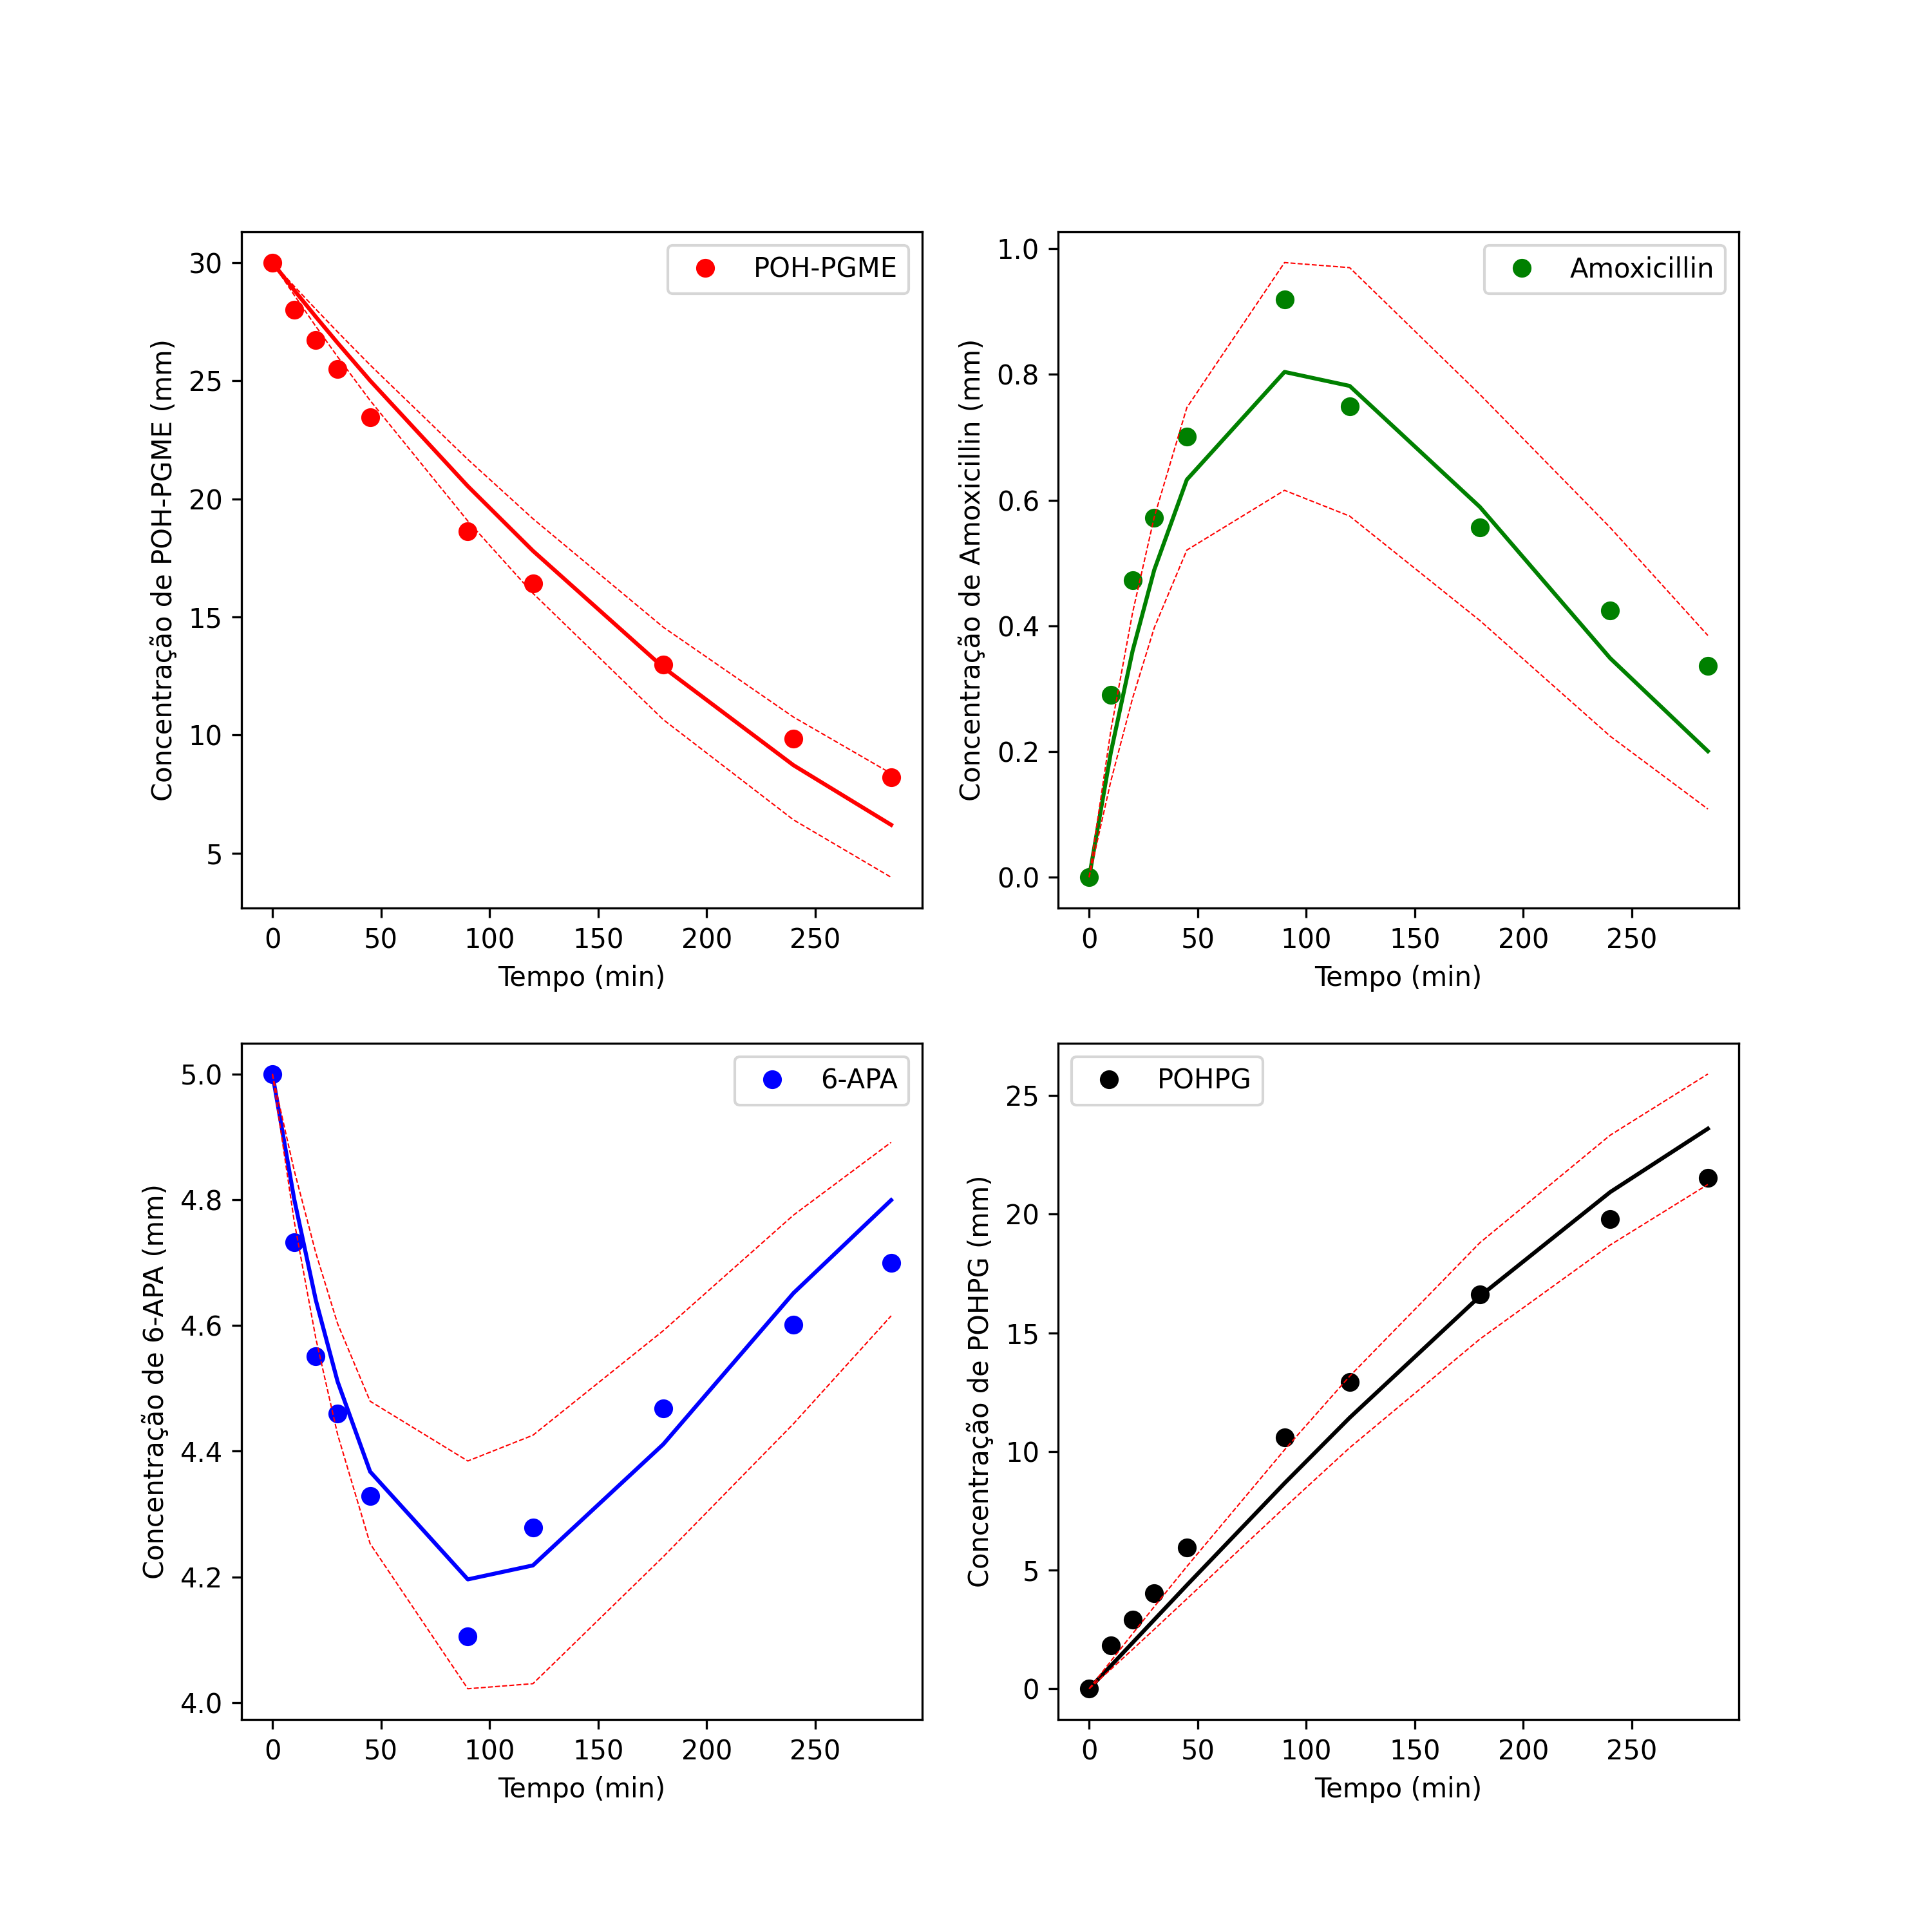 Concentração de POH-PGME (mm)
30
25
20
15
10
5
POH-PGME
0 50 100 150 200 250
Tempo (min)
Concentração de Amoxicillin (mm)
1.0
0.8
0.6
0.4
0.2
0.0
Amoxicillin
0 50 100 150 200 250
Tempo (min)
Concentração de 6-APA (mm)
5.0
4.8
4.6
4.4
4.2
4.0
6-APA
0 50 100 150 200 250
Tempo (min)
Concentração de POHPG (mm)
25
20
15
10
5
0
POHPG
0 50 100 150 200 250
Tempo (min)